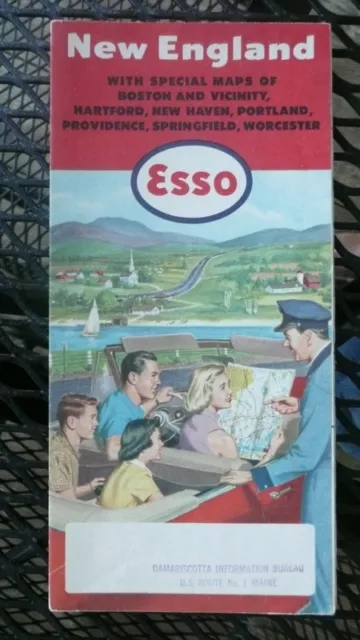 New England
WITH SPECIAL MAPS OF
BOSTON AND VICINITY,
HARTFORD, NEW HAVEN, PORTLAND,
PROVIDENCE, SPRINGFIELD, WORCESTER
Esso
DAMARISCOTTA INFORMATION BUREAU
U.S. ROUTE No. 1 MAINE